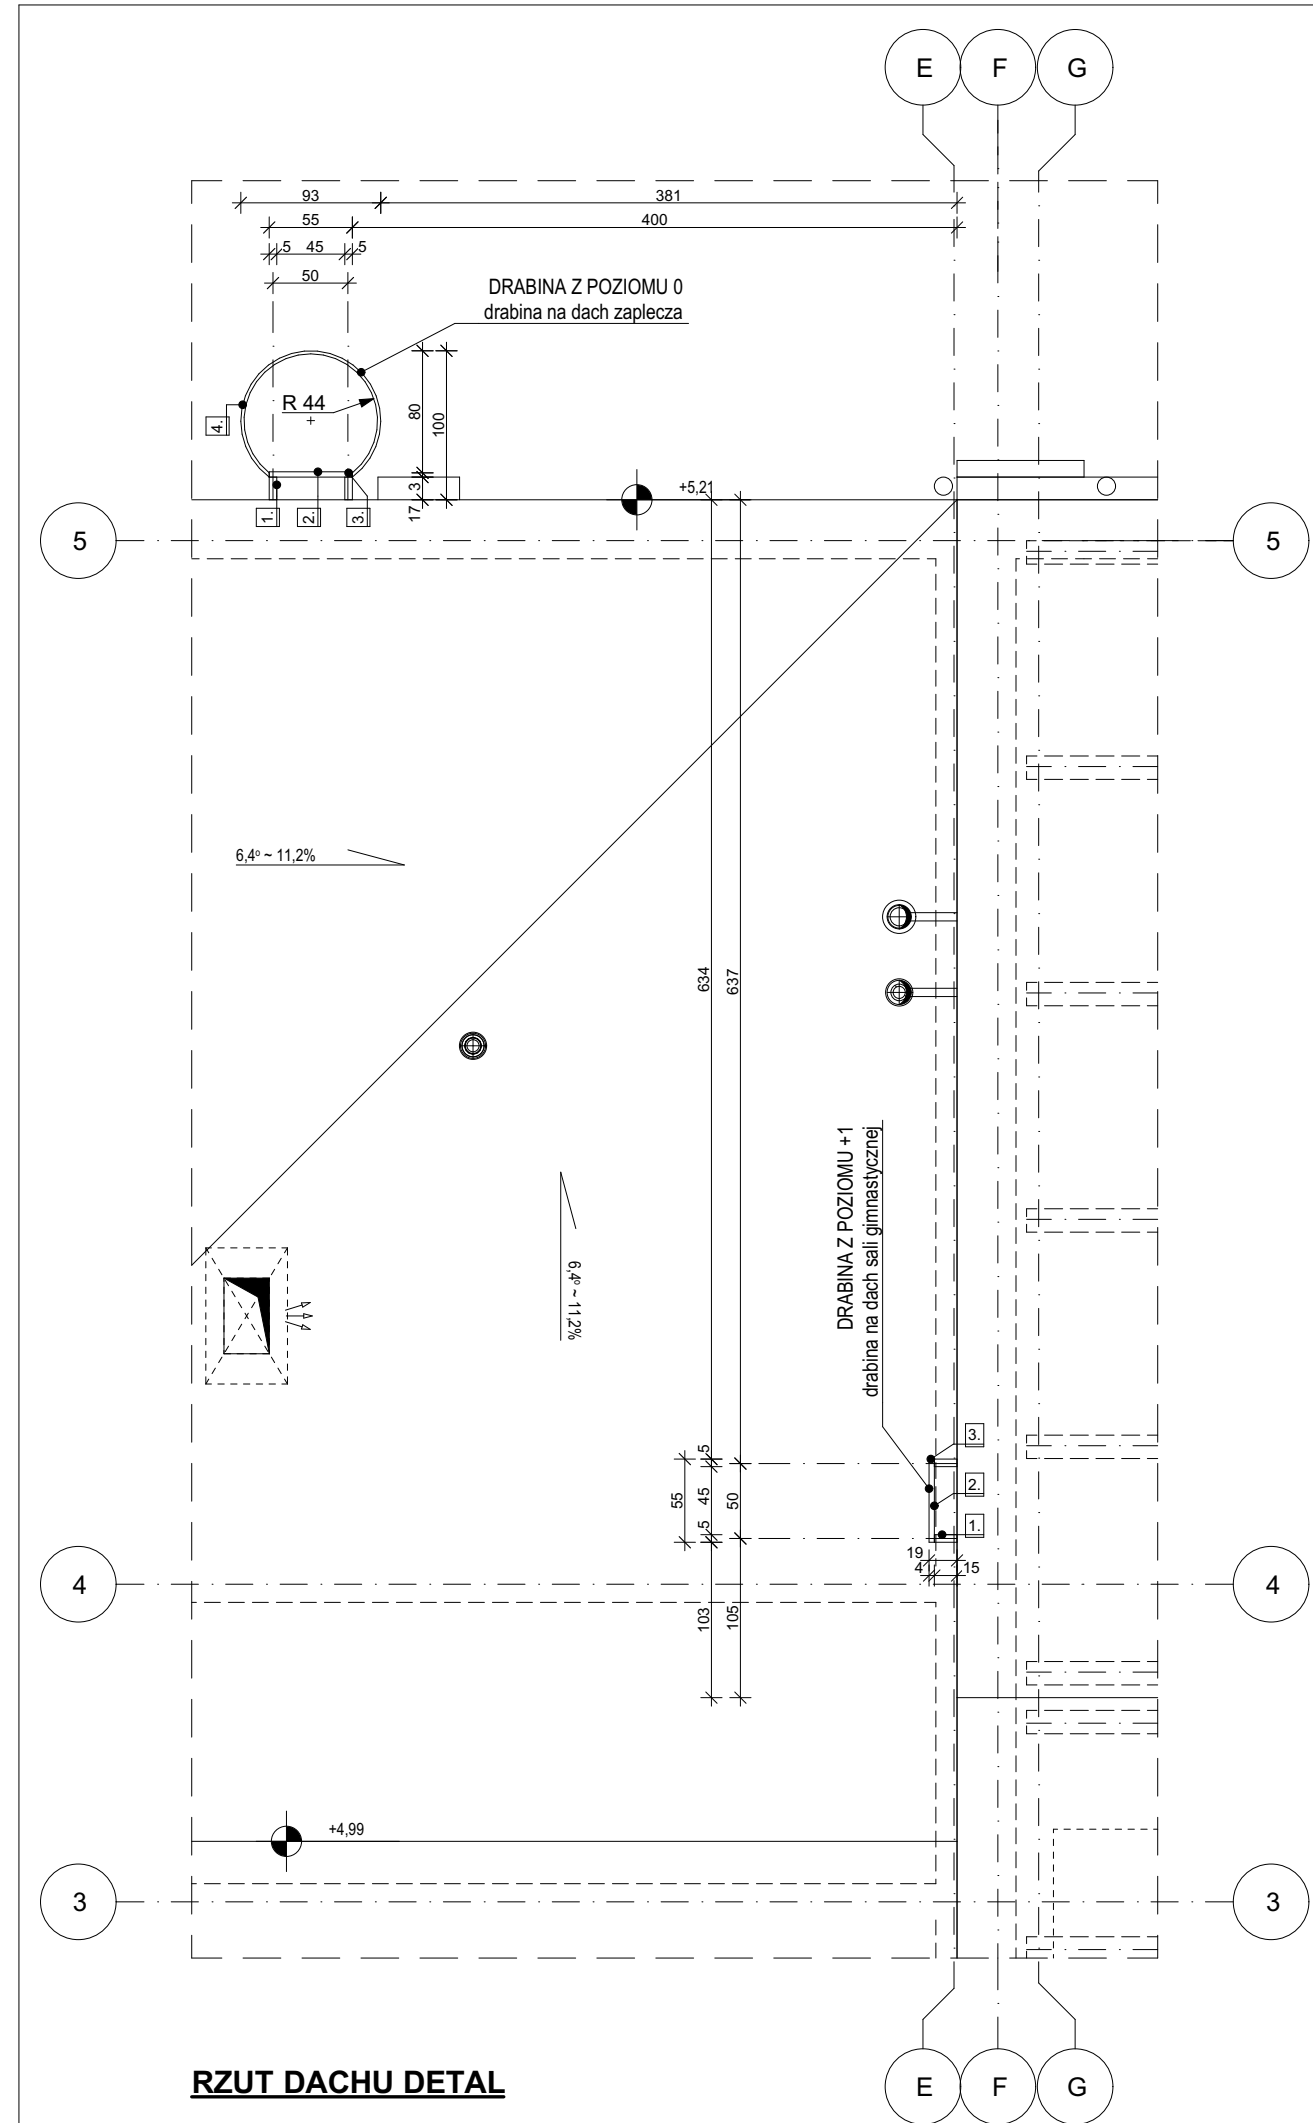 E F G
93 381
55 400
5 45 5
50
DRABINA Z POZIOMU 0
drabina na dach zaplecza
R 44
4.
80
100
3
17
1. 2. 3.
+5,21
5 5
6,4º ~ 11,2%
634 637
DRABINA Z POZIOMU +1
drabina na dach sali gimnastycznej
6,4º ~ 11,2%
3.
2.
1.
5
55 45 50
5
19
4 15
4 4
103 105
+4,99
3 3
RZUT DACHU DETAL
E F G